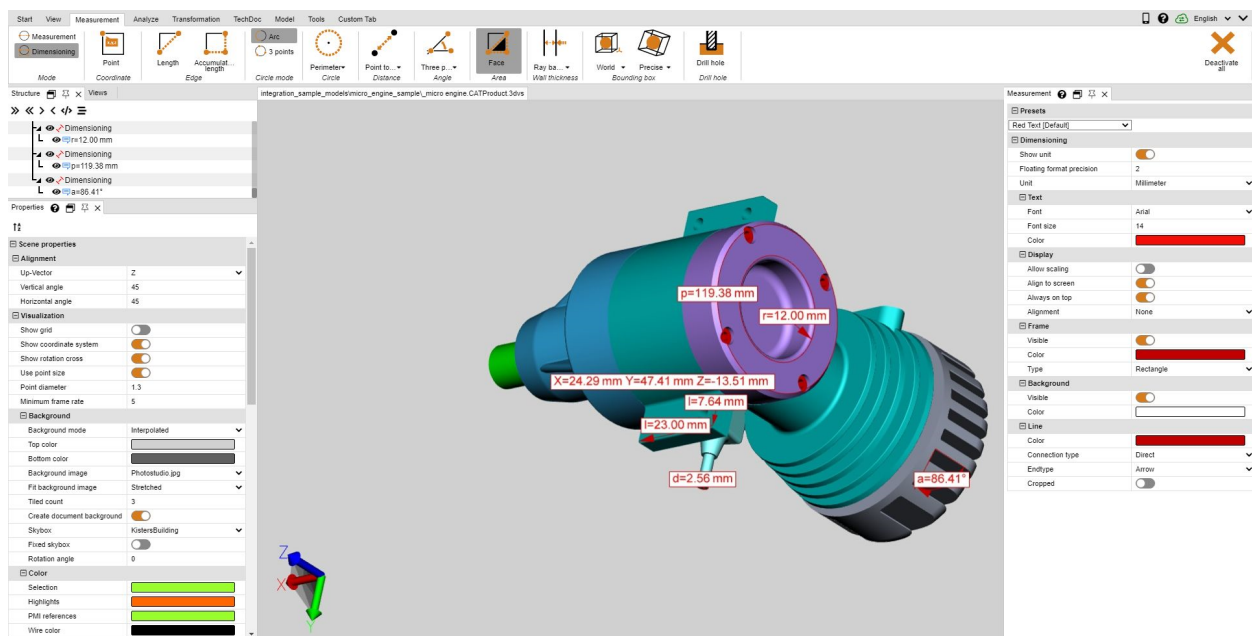 Start View Measurement Analyze Transformation TechDoc Model Tools Custom Tab English
Measurement
Dimensioning
Mode
Point
Coordinate
Length
Accumulat... length
Edge
Arc
3 points
Circle mode
Perimeter
Circle
Point to...
Distance
Three p...
Angle
Face
Area
Ray ba...
Wall thickness
World
Precise
Bounding box
Drill hole
Drill hole
Deactivate all
Structure Views
Dimensioning
r=12.00 mm
Dimensioning
p=119.38 mm
Dimensioning
a=86.41°
Properties
Scene properties
Alignment
Up-Vector Z
Vertical angle 45
Horizontal angle 45
Visualization
Show grid
Show coordinate system
Show rotation cross
Use point size
Point diameter 1.3
Minimum frame rate 5
Background
Background mode Interpolated
Top color
Bottom color
Background image Photostudio.jpg
Fit background image Stretched
Tiled count 3
Create document background
Skybox KistersBuilding
Fixed skybox
Rotation angle 0
Color
Selection
Highlights
PMI references
Wire color
integration_sample_models\micro_engine_sample\_micro engine.CATProduct.3dvs
p=119.38 mm
r=12.00 mm
X=24.29 mm Y=47.41 mm Z=-13.51 mm
l=7.64 mm
l=23.00 mm
d=2.56 mm
a=86.41°
Z
X
Y
Measurement
Presets
Red Text [Default]
Dimensioning
Show unit
Floating format precision 2
Unit Millimeter
Text
Font Arial
Font size 14
Color
Display
Allow scaling
Align to screen
Always on top
Alignment None
Frame
Visible
Color
Type Rectangle
Background
Visible
Color
Line
Color
Connection type Direct
Endtype Arrow
Cropped